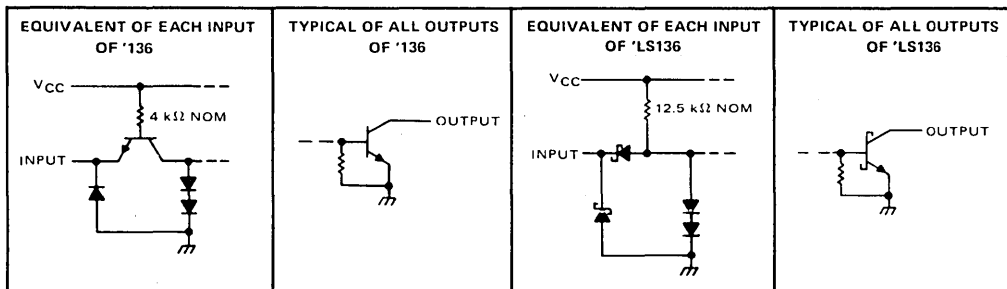 EQUIVALENT OF EACH INPUT
OF '136
VCC
4 kΩ NOM
INPUT
TYPICAL OF ALL OUTPUTS
OF '136
OUTPUT
EQUIVALENT OF EACH INPUT
OF 'LS136
VCC
12.5 kΩ NOM
INPUT
TYPICAL OF ALL OUTPUTS
OF 'LS136
OUTPUT